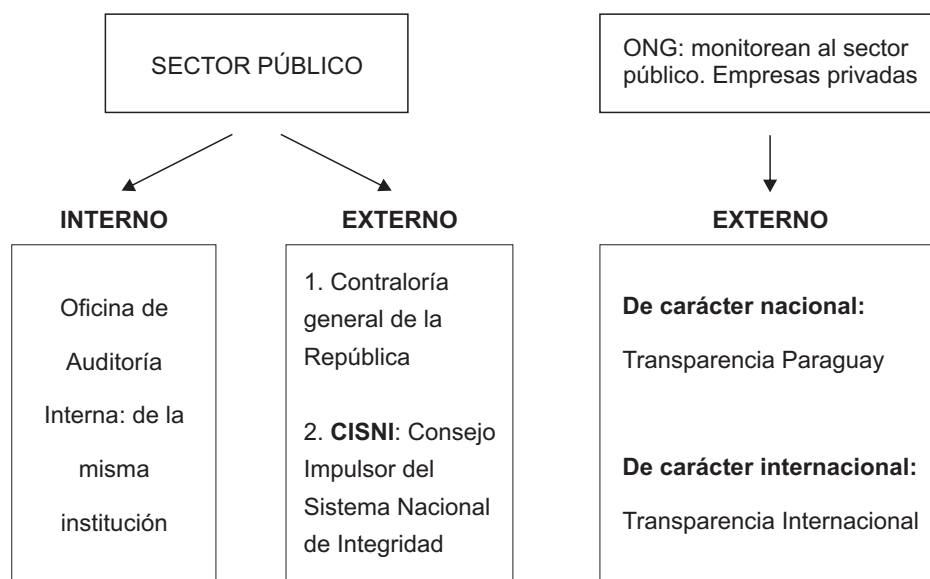 SECTOR PÚBLICO
ONG: monitorean al sector
público. Empresas privadas
INTERNO
Oficina de
Auditoría
Interna: de la
misma
institución
EXTERNO
1. Contraloría
general de la
República
2. CISNI: Consejo
Impulsor del
Sistema Nacional
de Integridad
EXTERNO
De carácter nacional:
Transparencia Paraguay
De carácter internacional:
Transparencia Internacional